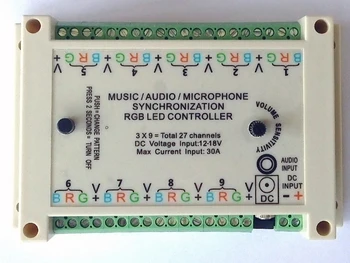 V + B R G V + B R G V + B R G V + B R G V + B R G
5 4 3 2 1
MUSIC / AUDIO / MICROPHONE
SYNCHRONIZATION
RGB LED CONTROLLER
3 X 9 = Total 27 channels
DC Voltage Input:12-18V
Max Current Input: 30A
PUSH=CHANGE PATTERN
PRESS 2 SECONDS= TURN OFF
VOLUME SENSITIVITY
AUDIO
INPUT
DC
INPUT
DC
- +
6 7 8 9
B R G + V B R G + V B R G + V B R G + V